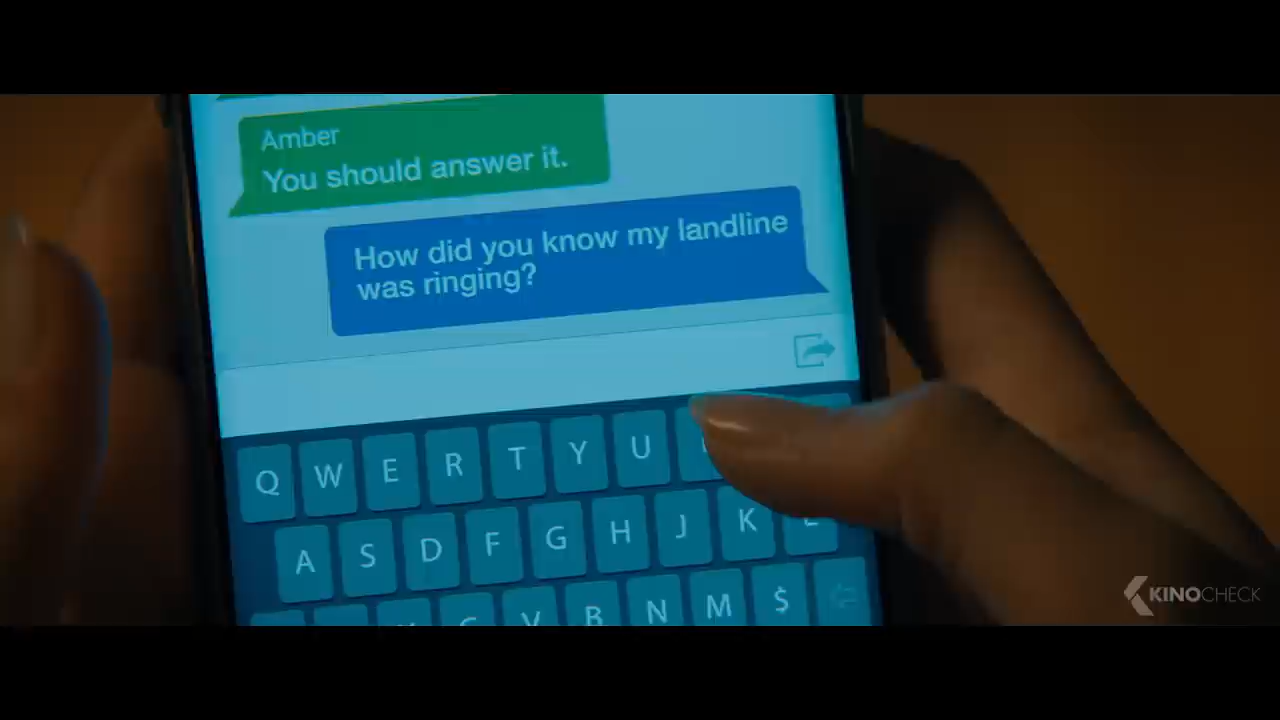 Amber
You should answer it.
How did you know my landline
was ringing?
Q W E R T Y U
A S D F G H J K L
V B N M $
KINOCHECK